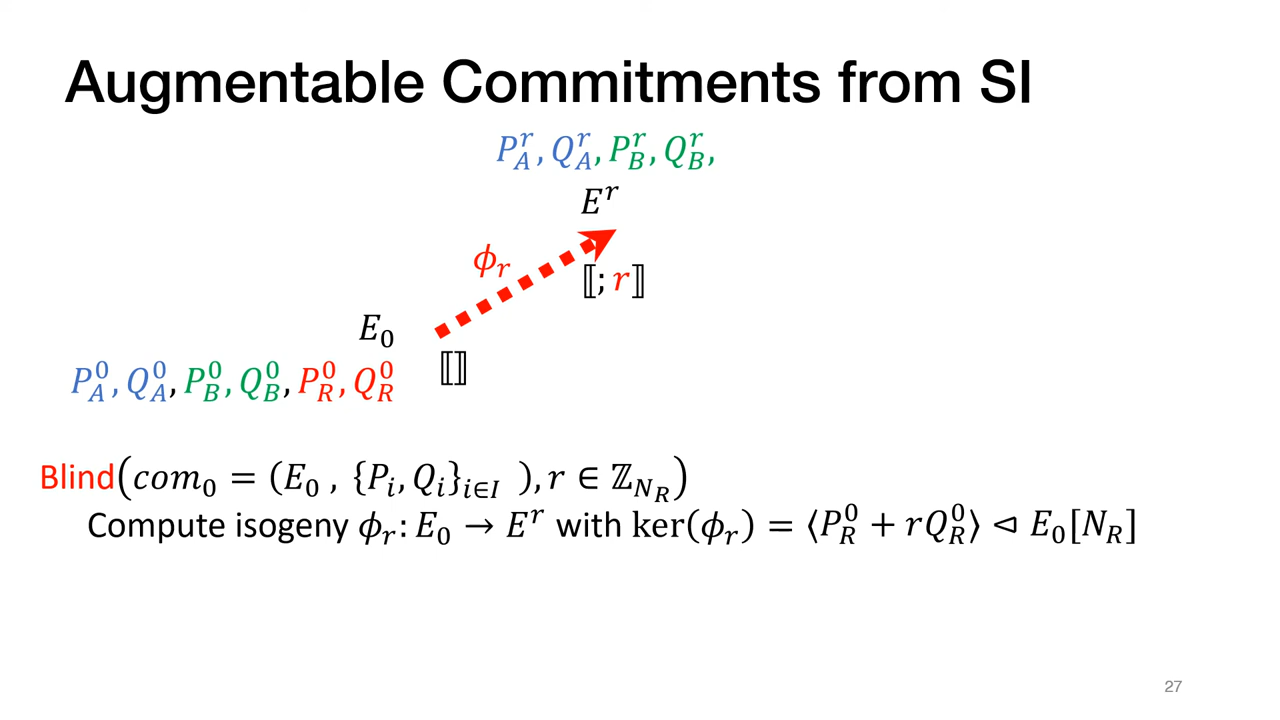 Augmentable Commitments from SI
P_A^r, Q_A^r, P_B^r, Q_B^r,
E^r
ϕ_r
⟦; r⟧
E_0
P_A^0, Q_A^0, P_B^0, Q_B^0, P_R^0, Q_R^0
⟦⟧
Blind(com_0 = (E_0 , {P_i, Q_i}_{i∈I} ), r ∈ ℤ_{N_R})
Compute isogeny ϕ_r: E_0 → E^r with ker(ϕ_r) = ⟨P_R^0 + rQ_R^0⟩ ⊲ E_0[N_R]
27